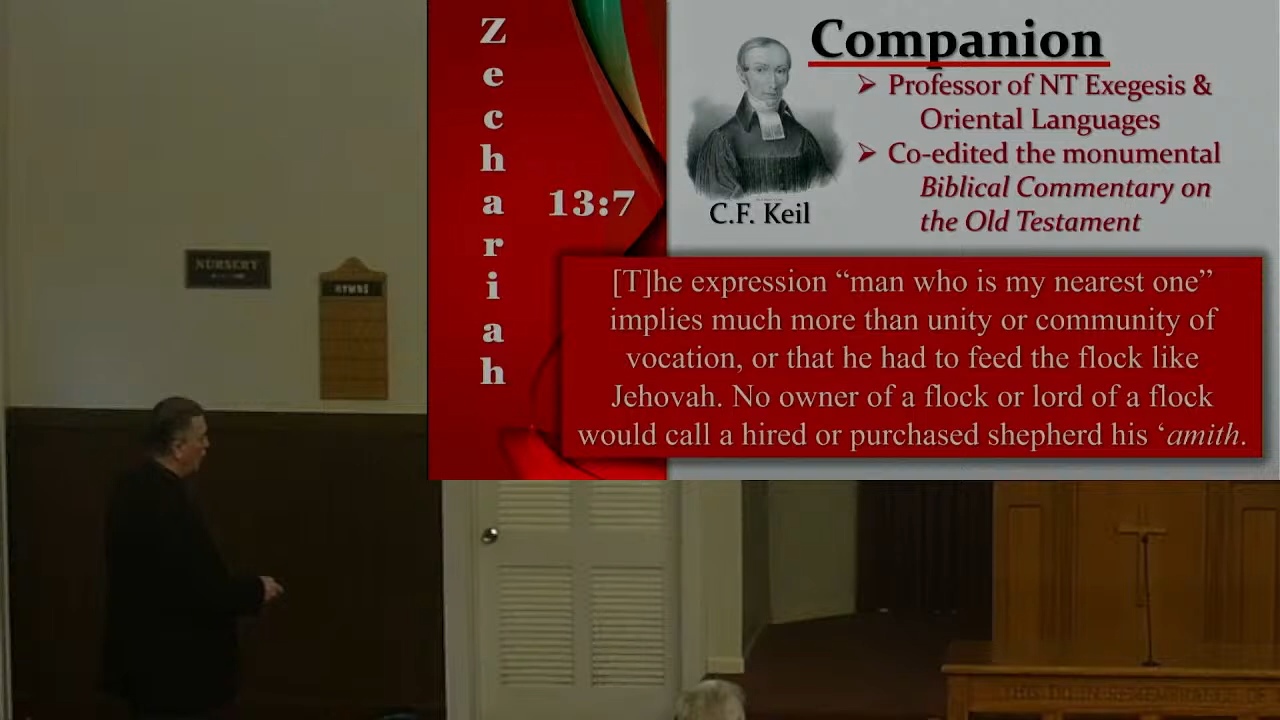 Zechariah
13:7
Companion
➢ Professor of NT Exegesis &
Oriental Languages
➢ Co-edited the monumental
Biblical Commentary on
the Old Testament
C.F. Keil
[T]he expression “man who is my nearest one”
implies much more than unity or community of
vocation, or that he had to feed the flock like
Jehovah. No owner of a flock or lord of a flock
would call a hired or purchased shepherd his ‘amith.
NURSERY
HYMNS